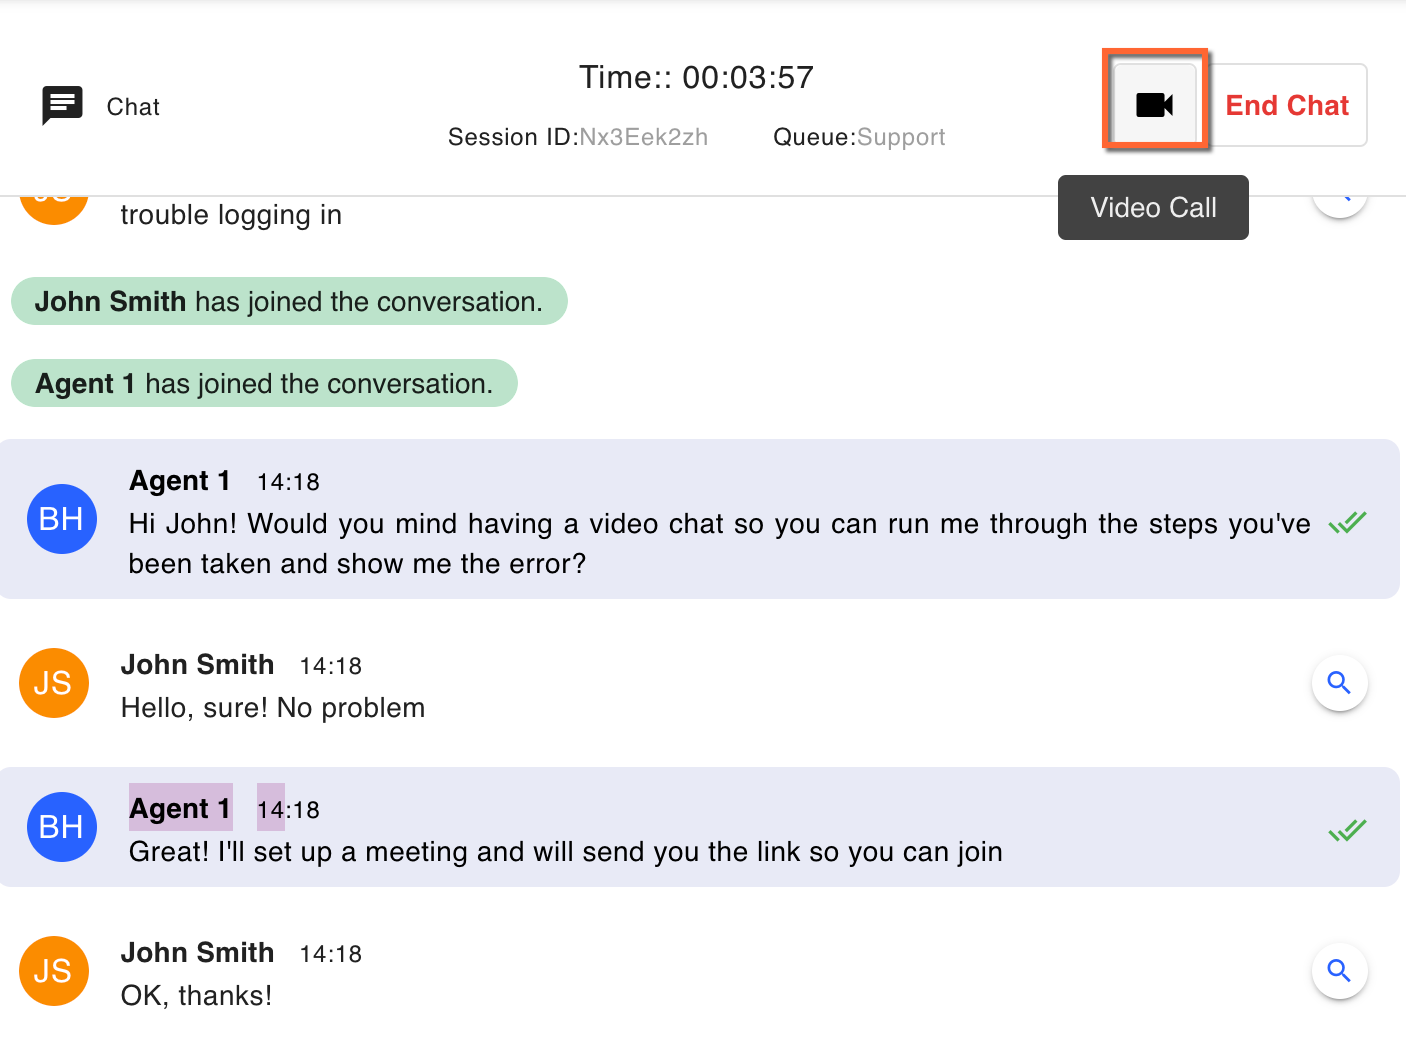 Chat
Time:: 00:03:57
Session ID:Nx3Eek2zh Queue:Support
End Chat
Video Call
JS
trouble logging in
John Smith has joined the conversation.
Agent 1 has joined the conversation.
BH
Agent 1 14:18
Hi John! Would you mind having a video chat so you can run me through the steps you've
been taken and show me the error?
JS
John Smith 14:18
Hello, sure! No problem
BH
Agent 1 14:18
Great! I'll set up a meeting and will send you the link so you can join
JS
John Smith 14:18
OK, thanks!